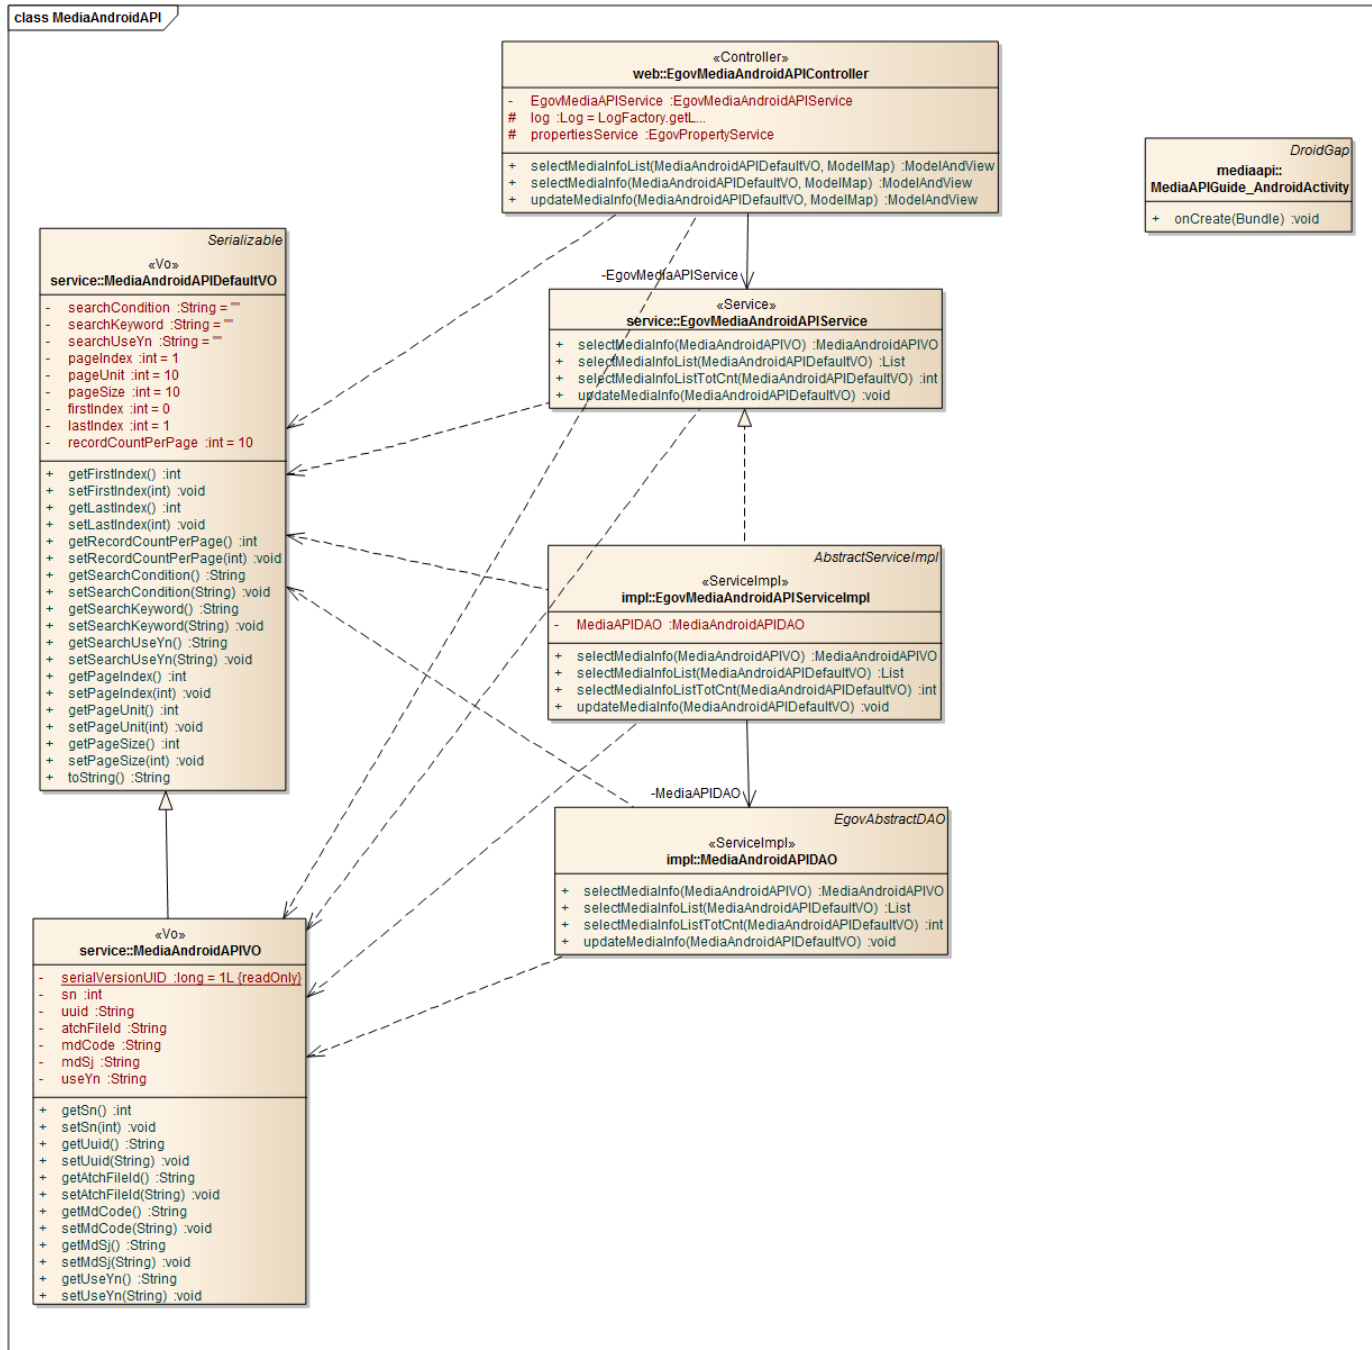 class MediaAndroidAPI
«Controller»
web::EgovMediaAndroidAPIController
- EgovMediaAPIService :EgovMediaAndroidAPIService
# log :Log = LogFactory.getL...
# propertiesService :EgovPropertyService
+ selectMediaInfoList(MediaAndroidAPIDefaultVO, ModelMap) :ModelAndView
+ selectMediaInfo(MediaAndroidAPIDefaultVO, ModelMap) :ModelAndView
+ updateMediaInfo(MediaAndroidAPIDefaultVO, ModelMap) :ModelAndView
DroidGap
mediaapi::
MediaAPIGuide_AndroidActivity
+ onCreate(Bundle) :void
Serializable
«Vo»
service::MediaAndroidAPIDefaultVO
- searchCondition :String = ""
- searchKeyword :String = ""
- searchUseYn :String = ""
- pageIndex :int = 1
- pageUnit :int = 10
- pageSize :int = 10
- firstIndex :int = 0
- lastIndex :int = 1
- recordCountPerPage :int = 10
+ getFirstIndex() :int
+ setFirstIndex(int) :void
+ getLastIndex() :int
+ setLastIndex(int) :void
+ getRecordCountPerPage() :int
+ setRecordCountPerPage(int) :void
+ getSearchCondition() :String
+ setSearchCondition(String) :void
+ getSearchKeyword() :String
+ setSearchKeyword(String) :void
+ getSearchUseYn() :String
+ setSearchUseYn(String) :void
+ getPageIndex() :int
+ setPageIndex(int) :void
+ getPageUnit() :int
+ setPageUnit(int) :void
+ getPageSize() :int
+ setPageSize(int) :void
+ toString() :String
-EgovMediaAPIService
«Service»
service::EgovMediaAndroidAPIService
+ selectMediaInfo(MediaAndroidAPIVO) :MediaAndroidAPIVO
+ selectMediaInfoList(MediaAndroidAPIDefaultVO) :List
+ selectMediaInfoListTotCnt(MediaAndroidAPIDefaultVO) :int
+ updateMediaInfo(MediaAndroidAPIDefaultVO) :void
AbstractServiceImpl
«ServiceImpl»
impl::EgovMediaAndroidAPIServiceImpl
- MediaAPIDAO :MediaAndroidAPIDAO
+ selectMediaInfo(MediaAndroidAPIVO) :MediaAndroidAPIVO
+ selectMediaInfoList(MediaAndroidAPIDefaultVO) :List
+ selectMediaInfoListTotCnt(MediaAndroidAPIDefaultVO) :int
+ updateMediaInfo(MediaAndroidAPIDefaultVO) :void
-MediaAPIDAO
EgovAbstractDAO
«ServiceImpl»
impl::MediaAndroidAPIDAO
+ selectMediaInfo(MediaAndroidAPIVO) :MediaAndroidAPIVO
+ selectMediaInfoList(MediaAndroidAPIDefaultVO) :List
+ selectMediaInfoListTotCnt(MediaAndroidAPIDefaultVO) :int
+ updateMediaInfo(MediaAndroidAPIDefaultVO) :void
«Vo»
service::MediaAndroidAPIVO
- serialVersionUID :long = 1L {readOnly}
- sn :int
- uuid :String
- atchFileId :String
- mdCode :String
- mdSj :String
- useYn :String
+ getSn() :int
+ setSn(int) :void
+ getUuid() :String
+ setUuid(String) :void
+ getAtchFileId() :String
+ setAtchFileId(String) :void
+ getMdCode() :String
+ setMdCode(String) :void
+ getMdSj() :String
+ setMdSj(String) :void
+ getUseYn() :String
+ setUseYn(String) :void